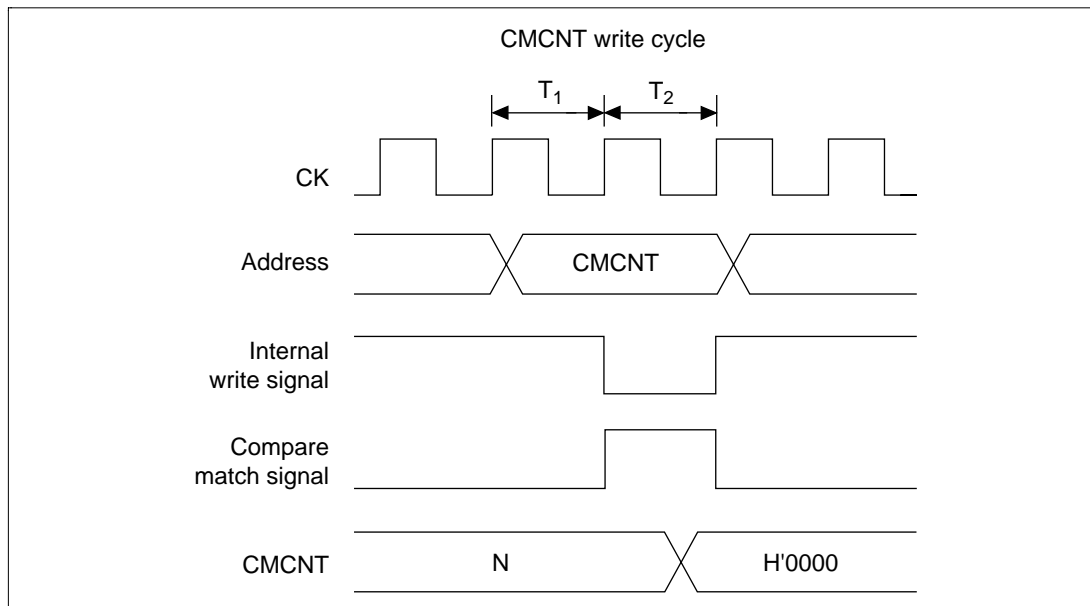 CMCNT write cycle
T1 T2
CK
Address CMCNT
Internal
write signal
Compare
match signal
CMCNT N H'0000